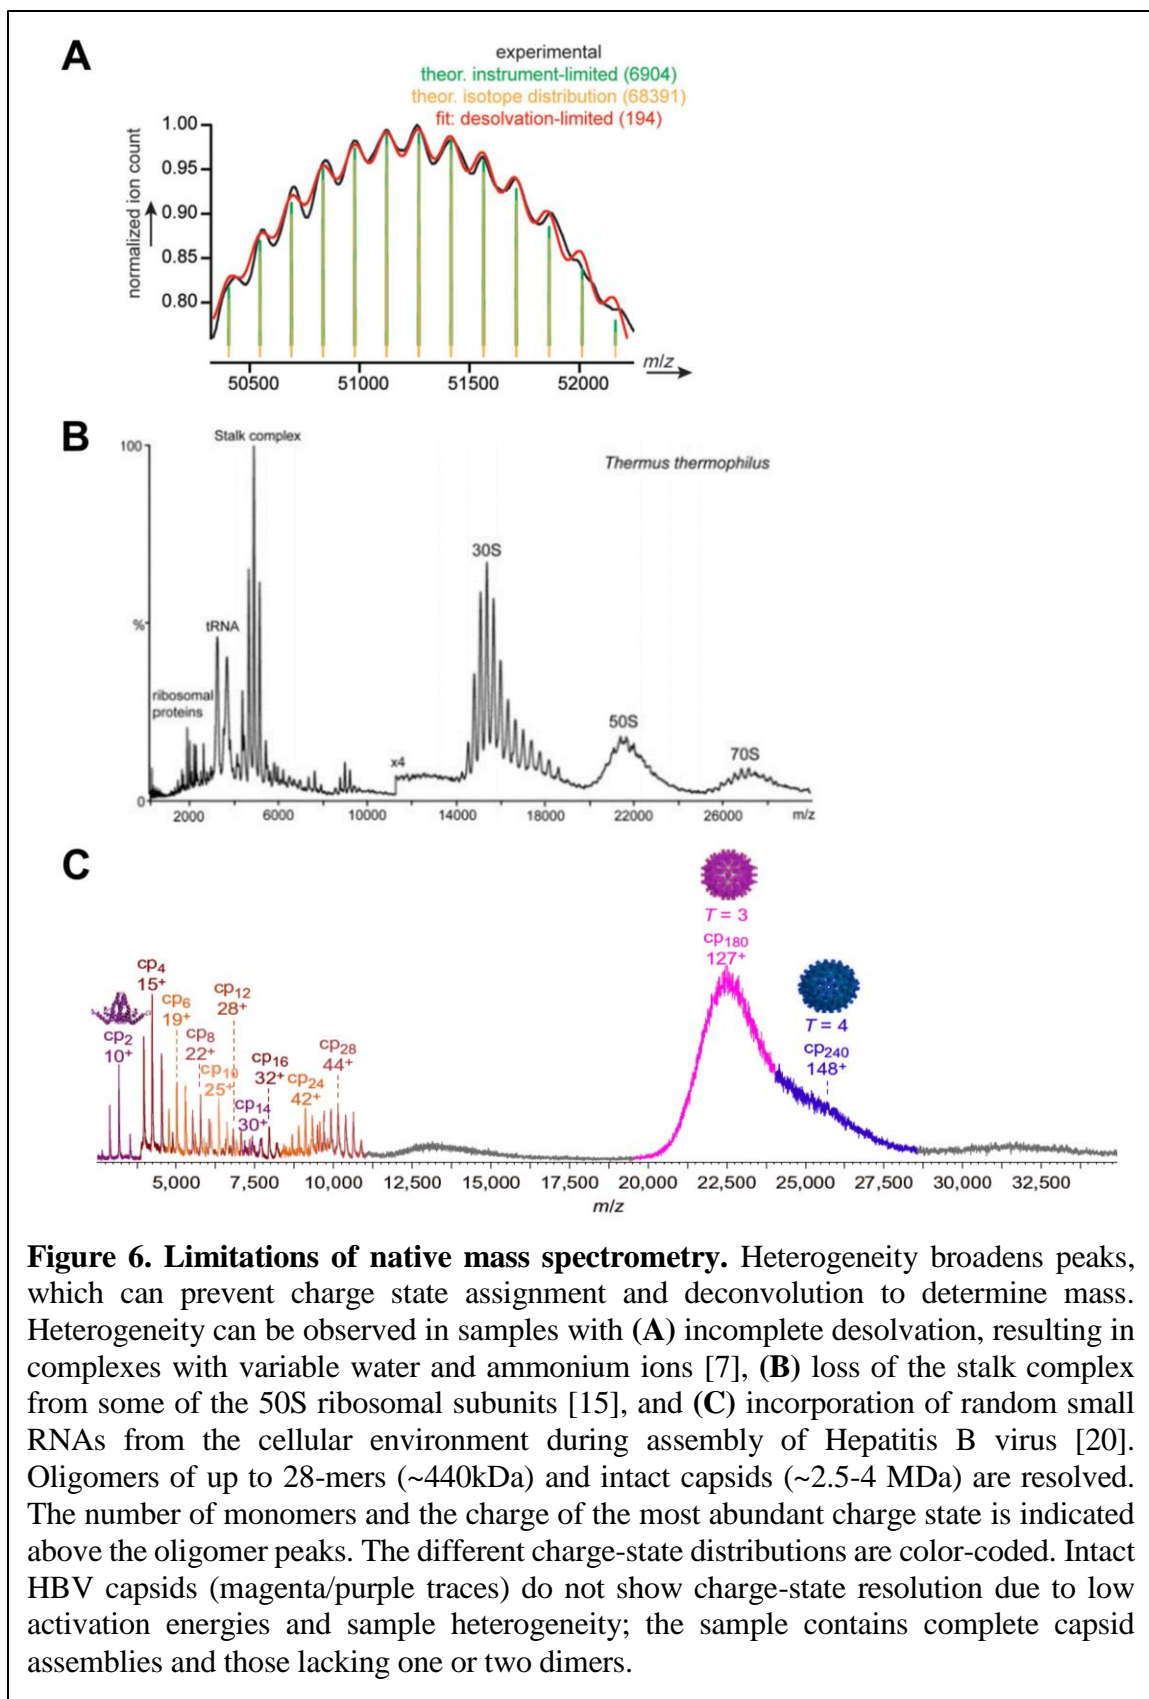 A
experimental
theor. instrument-limited (6904)
theor. isotope distribution (68391)
fit: desolvation-limited (194)
normalized ion count
1.00
0.95
0.90
0.85
0.80
m/z
50500 51000 51500 52000
B
Stalk complex
100
Thermus thermophilus
30S
%
tRNA
ribosomal
proteins
50S
70S
x4
0
2000 6000 10000 14000 18000 22000 26000 m/z
C
T = 3
cp180
127+
T = 4
cp240
148+
cp4
15+
cp6
19+
cp12
28+
cp2
10+
cp8
22+
cp10
25+
cp16
32+
cp28
44+
cp24
42+
cp14
30+
5,000 7,500 10,000 12,500 15,000 17,500 20,000 22,500 25,000 27,500 30,000 32,500
m/z
Figure 6. Limitations of native mass spectrometry. Heterogeneity broadens peaks,
which can prevent charge state assignment and deconvolution to determine mass.
Heterogeneity can be observed in samples with (A) incomplete desolvation, resulting in
complexes with variable water and ammonium ions [7], (B) loss of the stalk complex
from some of the 50S ribosomal subunits [15], and (C) incorporation of random small
RNAs from the cellular environment during assembly of Hepatitis B virus [20].
Oligomers of up to 28-mers (~440kDa) and intact capsids (~2.5-4 MDa) are resolved.
The number of monomers and the charge of the most abundant charge state is indicated
above the oligomer peaks. The different charge-state distributions are color-coded. Intact
HBV capsids (magenta/purple traces) do not show charge-state resolution due to low
activation energies and sample heterogeneity; the sample contains complete capsid
assemblies and those lacking one or two dimers.